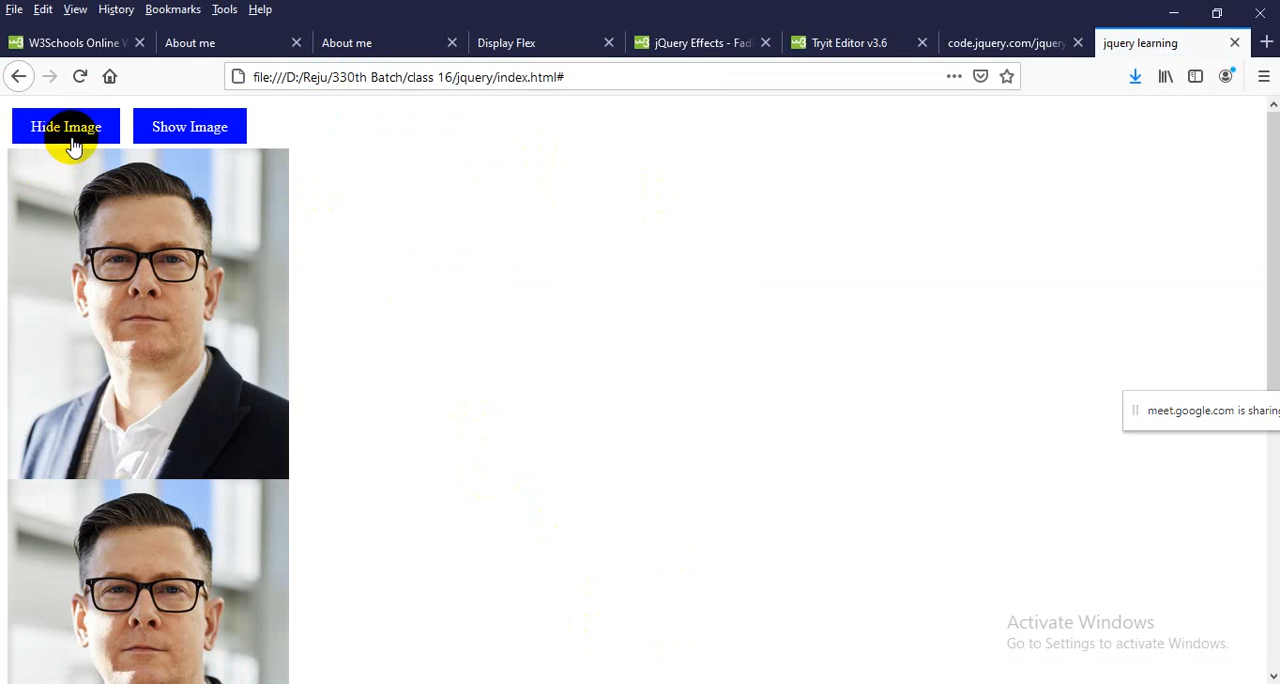 File Edit View History Bookmarks Tools Help
W3Schools Online
About me
About me
Display Flex
jQuery Effects - Fad
Tryit Editor v3.6
code.jquery.com/jquery
jquery learning
file:///D:/Reju/330th Batch/class 16/jquery/index.html#
Hide Image
Show Image
meet.google.com is sharing
Activate Windows
Go to Settings to activate Windows.